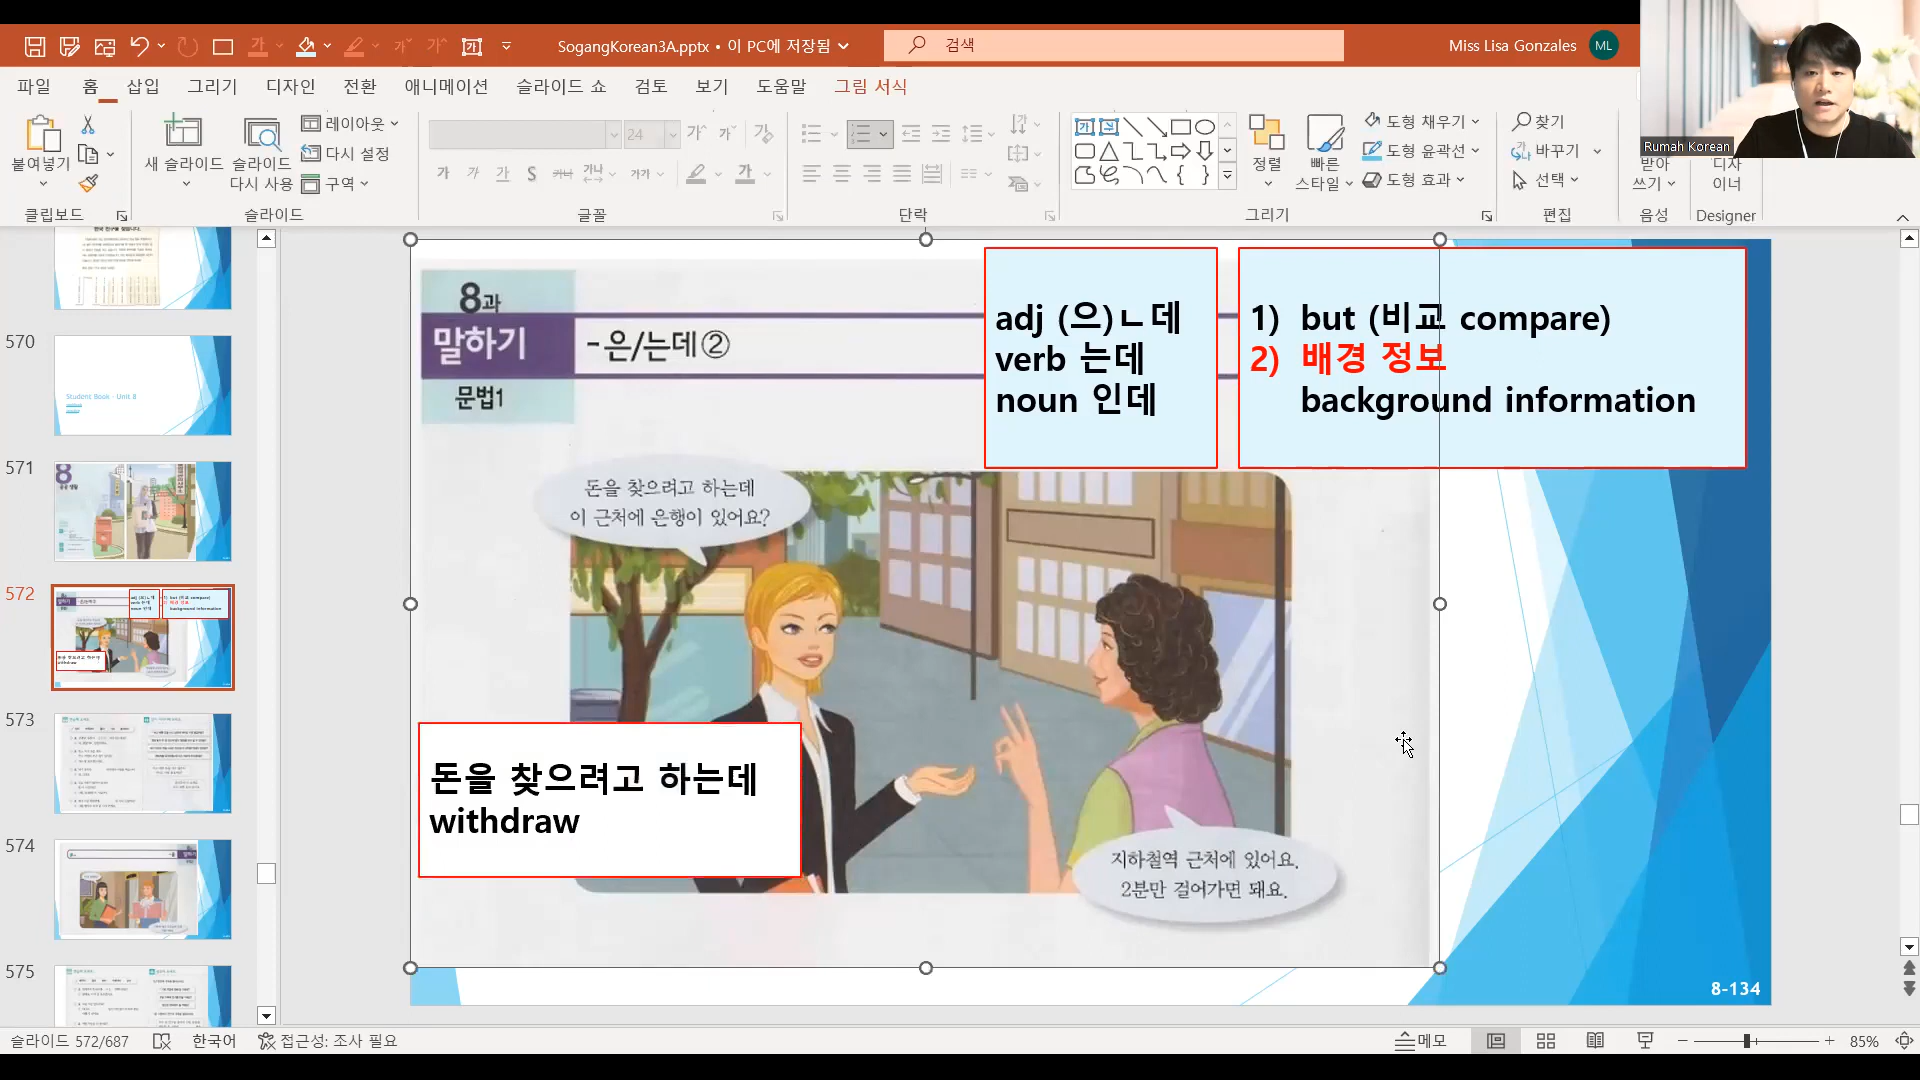 SogangKorean3A.pptx • 이 PC에 저장됨
검색
Miss Lisa Gonzales
ML
파일 홈 삽입 그리기 디자인 전환 애니메이션 슬라이드 쇼 검토 보기 도움말 그림 서식
붙여넣기
새 슬라이드
슬라이드 다시 사용
레이아웃
다시 설정
구역
24
정렬
빠른 스타일
도형 채우기
도형 윤곽선
도형 효과
찾기
바꾸기
선택
받아쓰기
디자이너
Rumah Korean
클립보드
슬라이드
글꼴
단락
그리기
편집
음성
Designer
570
Student Book - Unit 8
571
8
572
573
574
575
8과
말하기
문법1
-은/는데②
adj (으)ㄴ데
verb 는데
noun 인데
1) but (비교 compare)
2) 배경 정보
background information
돈을 찾으려고 하는데
이 근처에 은행이 있어요?
돈을 찾으려고 하는데
withdraw
지하철역 근처에 있어요.
2분만 걸어가면 돼요.
8-134
슬라이드 572/687
한국어
접근성: 조사 필요
메모
85%